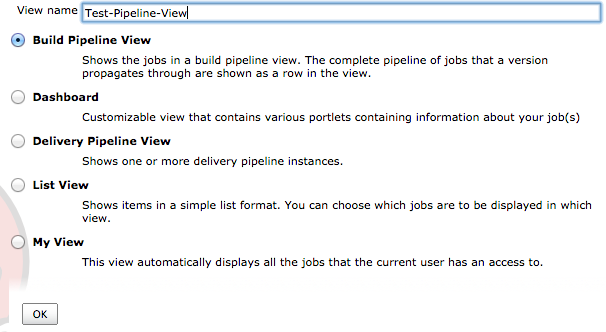 View name Test-Pipeline-View
Build Pipeline View
Shows the jobs in a build pipeline view. The complete pipeline of jobs that a version
propagates through are shown as a row in the view.
Dashboard
Customizable view that contains various portlets containing information about your job(s)
Delivery Pipeline View
Shows one or more delivery pipeline instances.
List View
Shows items in a simple list format. You can choose which jobs are to be displayed in which
view.
My View
This view automatically displays all the jobs that the current user has an access to.
OK